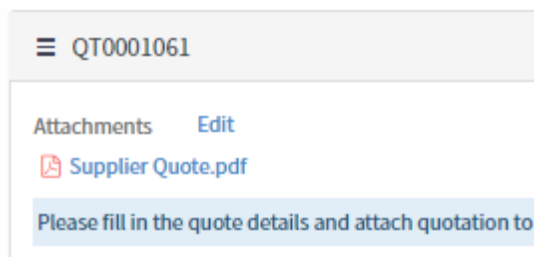 QT0001061
Attachments Edit
Supplier Quote.pdf
Please fill in the quote details and attach quotation to